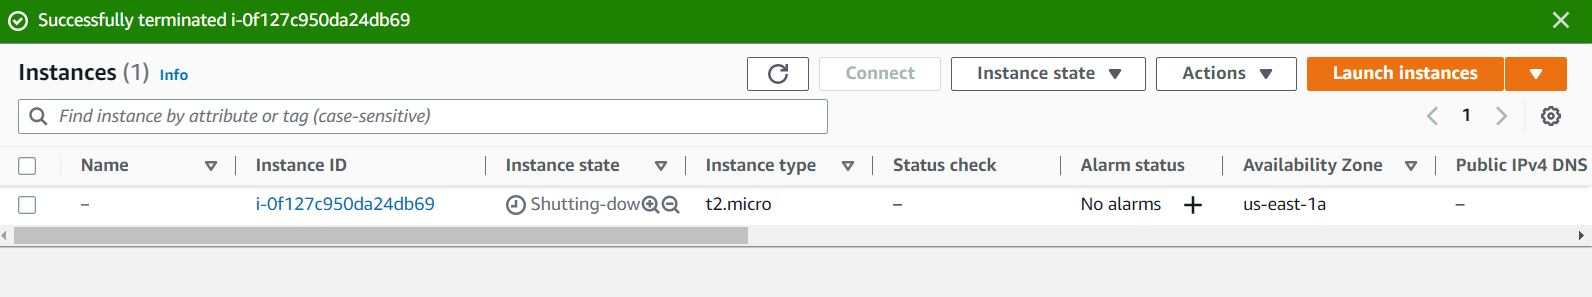 Successfully terminated i-0f127c950da24db69
Instances (1) Info Connect Instance state Actions Launch instances
Find instance by attribute or tag (case-sensitive) 1
Name Instance ID Instance state Instance type Status check Alarm status Availability Zone Public IPv4 DNS
– i-0f127c950da24db69 Shutting-dow t2.micro – No alarms + us-east-1a –